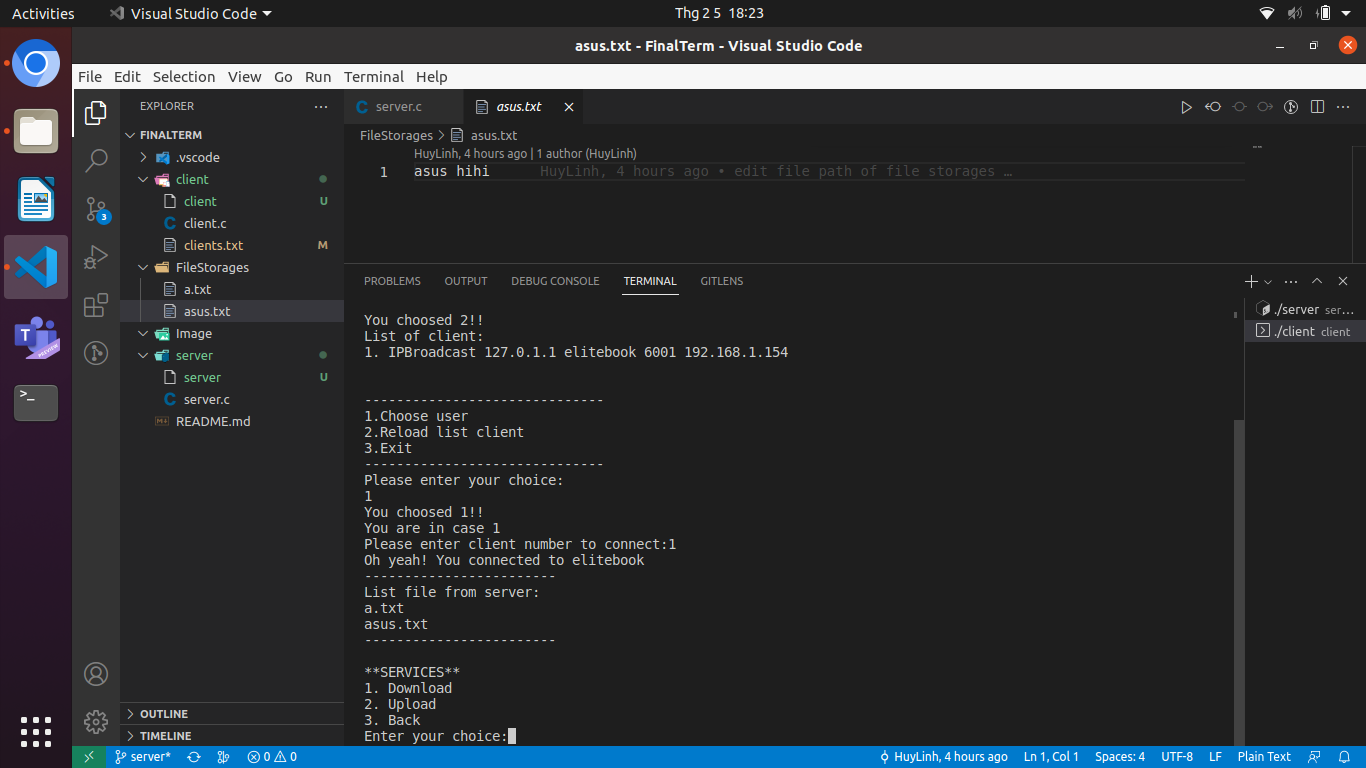 Activities
Visual Studio Code
Thg 2 5 18:23
asus.txt - FinalTerm - Visual Studio Code
File Edit Selection View Go Run Terminal Help
EXPLORER
FINALTERM
.vscode
client
client U
client.c
clients.txt M
FileStorages
a.txt
asus.txt
Image
server
server U
server.c
README.md
OUTLINE
TIMELINE
3
T
PREVIEW
>_
server.c
asus.txt
FileStorages > asus.txt
HuyLinh, 4 hours ago | 1 author (HuyLinh)
1 asus hihi HuyLinh, 4 hours ago • edit file path of file storages …
PROBLEMS OUTPUT DEBUG CONSOLE TERMINAL GITLENS
./server ser...
./client client
You choosed 2!!
List of client:
1. IPBroadcast 127.0.1.1 elitebook 6001 192.168.1.154
------------------------------
1.Choose user
2.Reload list client
3.Exit
------------------------------
Please enter your choice:
1
You choosed 1!!
You are in case 1
Please enter client number to connect:1
Oh yeah! You connected to elitebook
------------------------
List file from server:
a.txt
asus.txt
------------------------
**SERVICES**
1. Download
2. Upload
3. Back
Enter your choice:
server* 0 0 HuyLinh, 4 hours ago Ln 1, Col 1 Spaces: 4 UTF-8 LF Plain Text